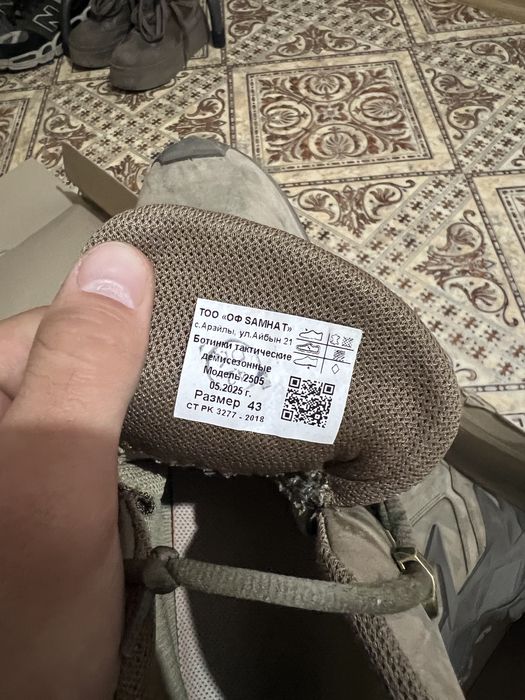 ТОО «ОФ SAMHAT»
с.Арайлы, ул.Айбын 21
Ботинки тактические
демисезонные
Модель 2505
05.2025 г.
Размер 43
СТ РК 3277 - 2018